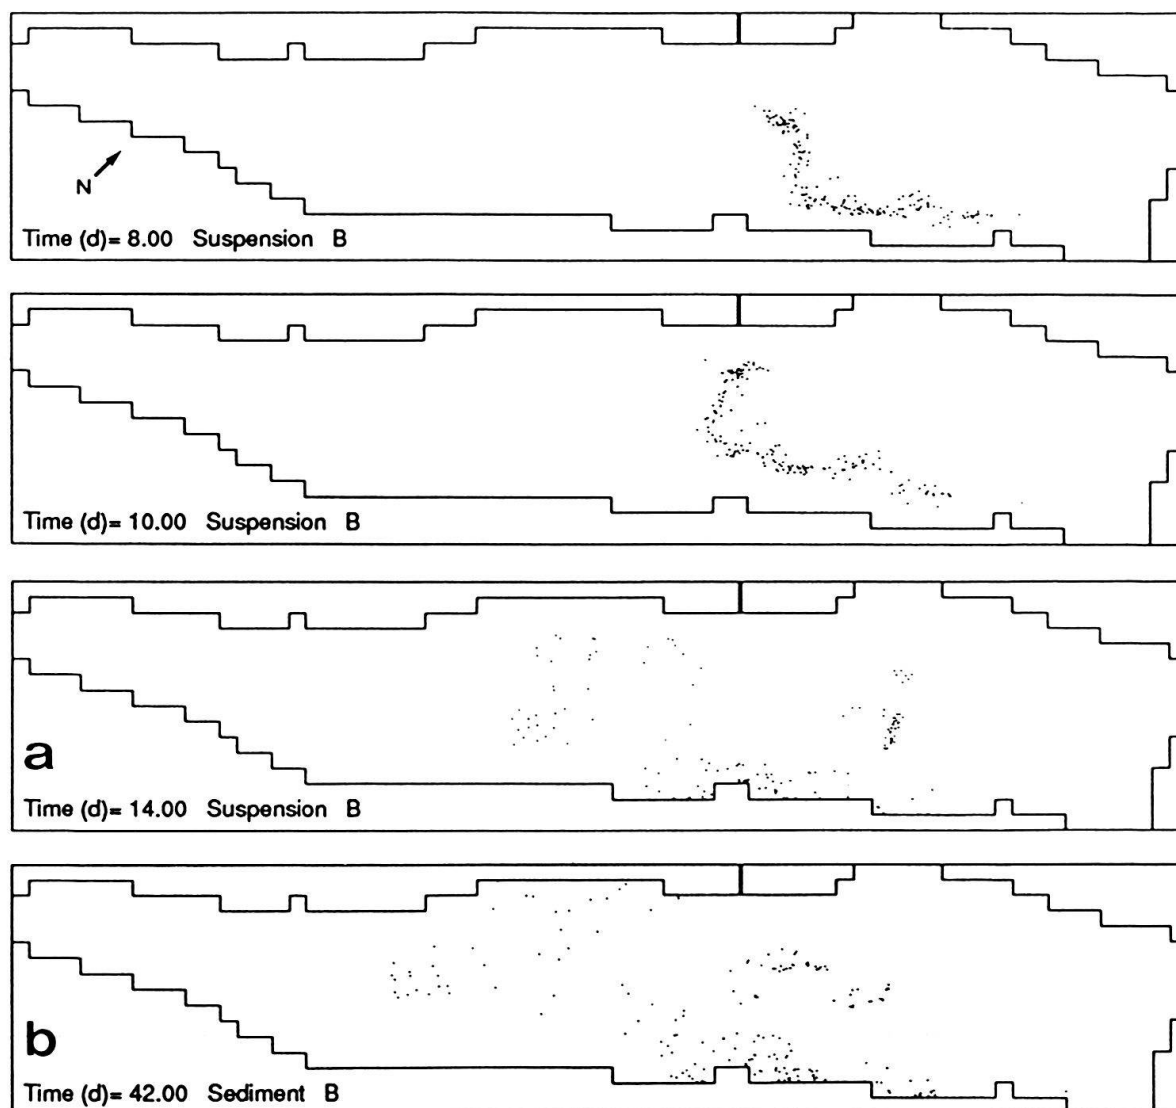 N
Time (d)= 8.00 Suspension B
Time (d)= 10.00 Suspension B
a
Time (d)= 14.00 Suspension B
b
Time (d)= 42.00 Sediment B